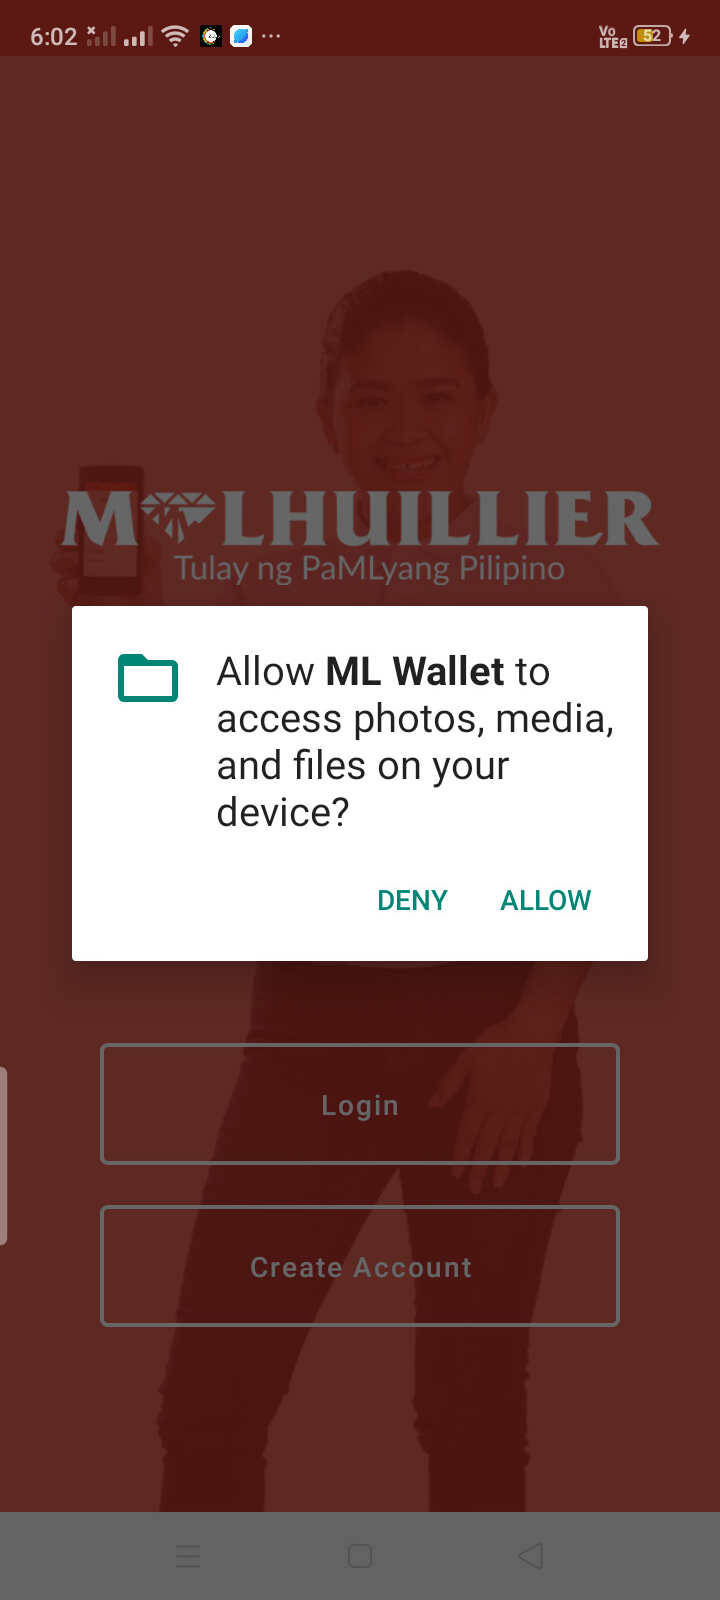 6:02 Vo LTE2 52
M LHUILLIER
Tulay ng PaMLyang Pilipino
Allow ML Wallet to
access photos, media,
and files on your
device?
DENY ALLOW
Login
Create Account